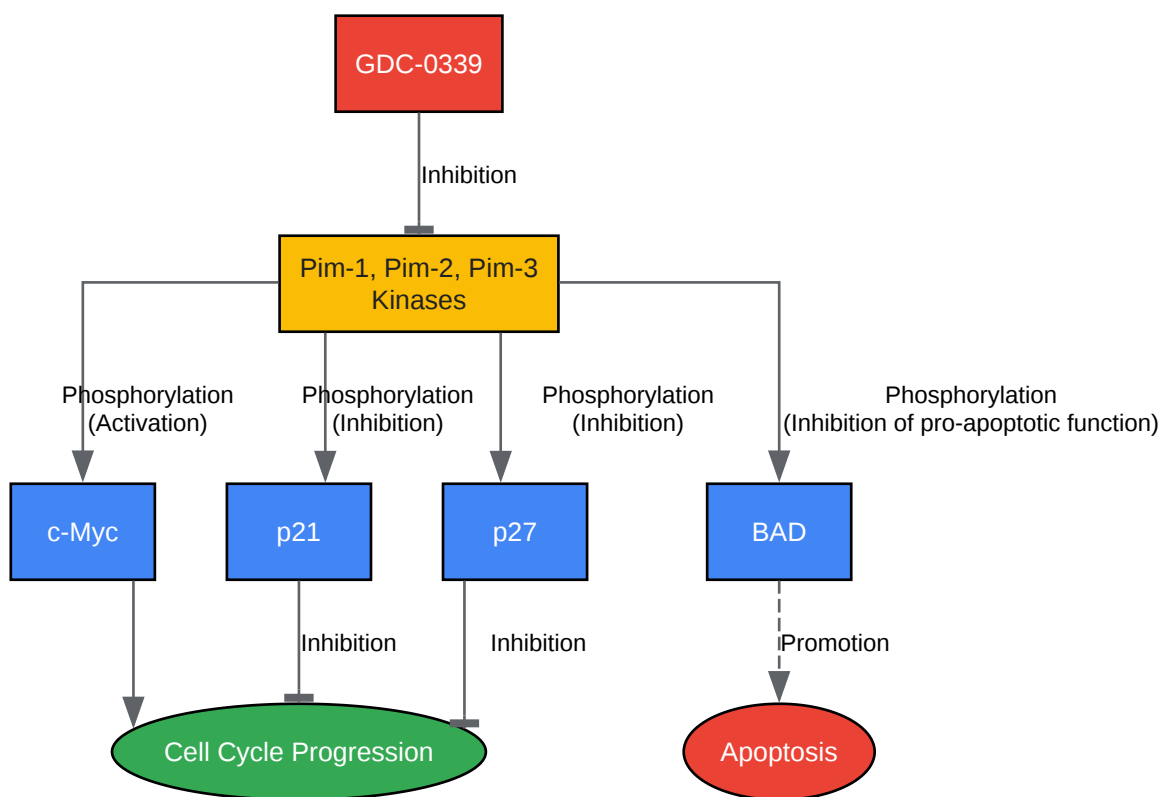 GDC-0339
Inhibition
Pim-1, Pim-2, Pim-3
Kinases
Phosphorylation
(Activation)
Phosphorylation
(Inhibition)
Phosphorylation
(Inhibition)
Phosphorylation
(Inhibition of pro-apoptotic function)
c-Myc
p21
p27
BAD
Inhibition
Inhibition
Promotion
Cell Cycle Progression
Apoptosis